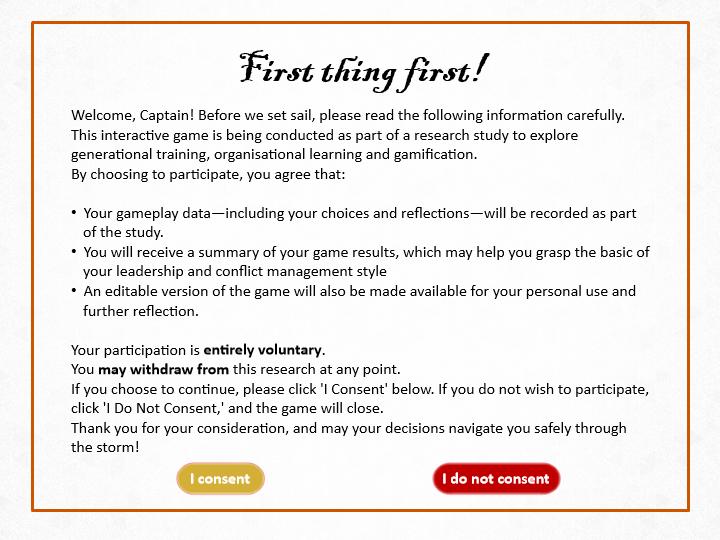 First thing first!
Welcome, Captain! Before we set sail, please read the following information carefully.
This interactive game is being conducted as part of a research study to explore
generational training, organisational learning and gamification.
By choosing to participate, you agree that:
• Your gameplay data—including your choices and reflections—will be recorded as part
of the study.
• You will receive a summary of your game results, which may help you grasp the basic of
your leadership and conflict management style
• An editable version of the game will also be made available for your personal use and
further reflection.
Your participation is entirely voluntary.
You may withdraw from this research at any point.
If you choose to continue, please click 'I Consent' below. If you do not wish to participate,
click 'I Do Not Consent,' and the game will close.
Thank you for your consideration, and may your decisions navigate you safely through
the storm!
I consent
I do not consent